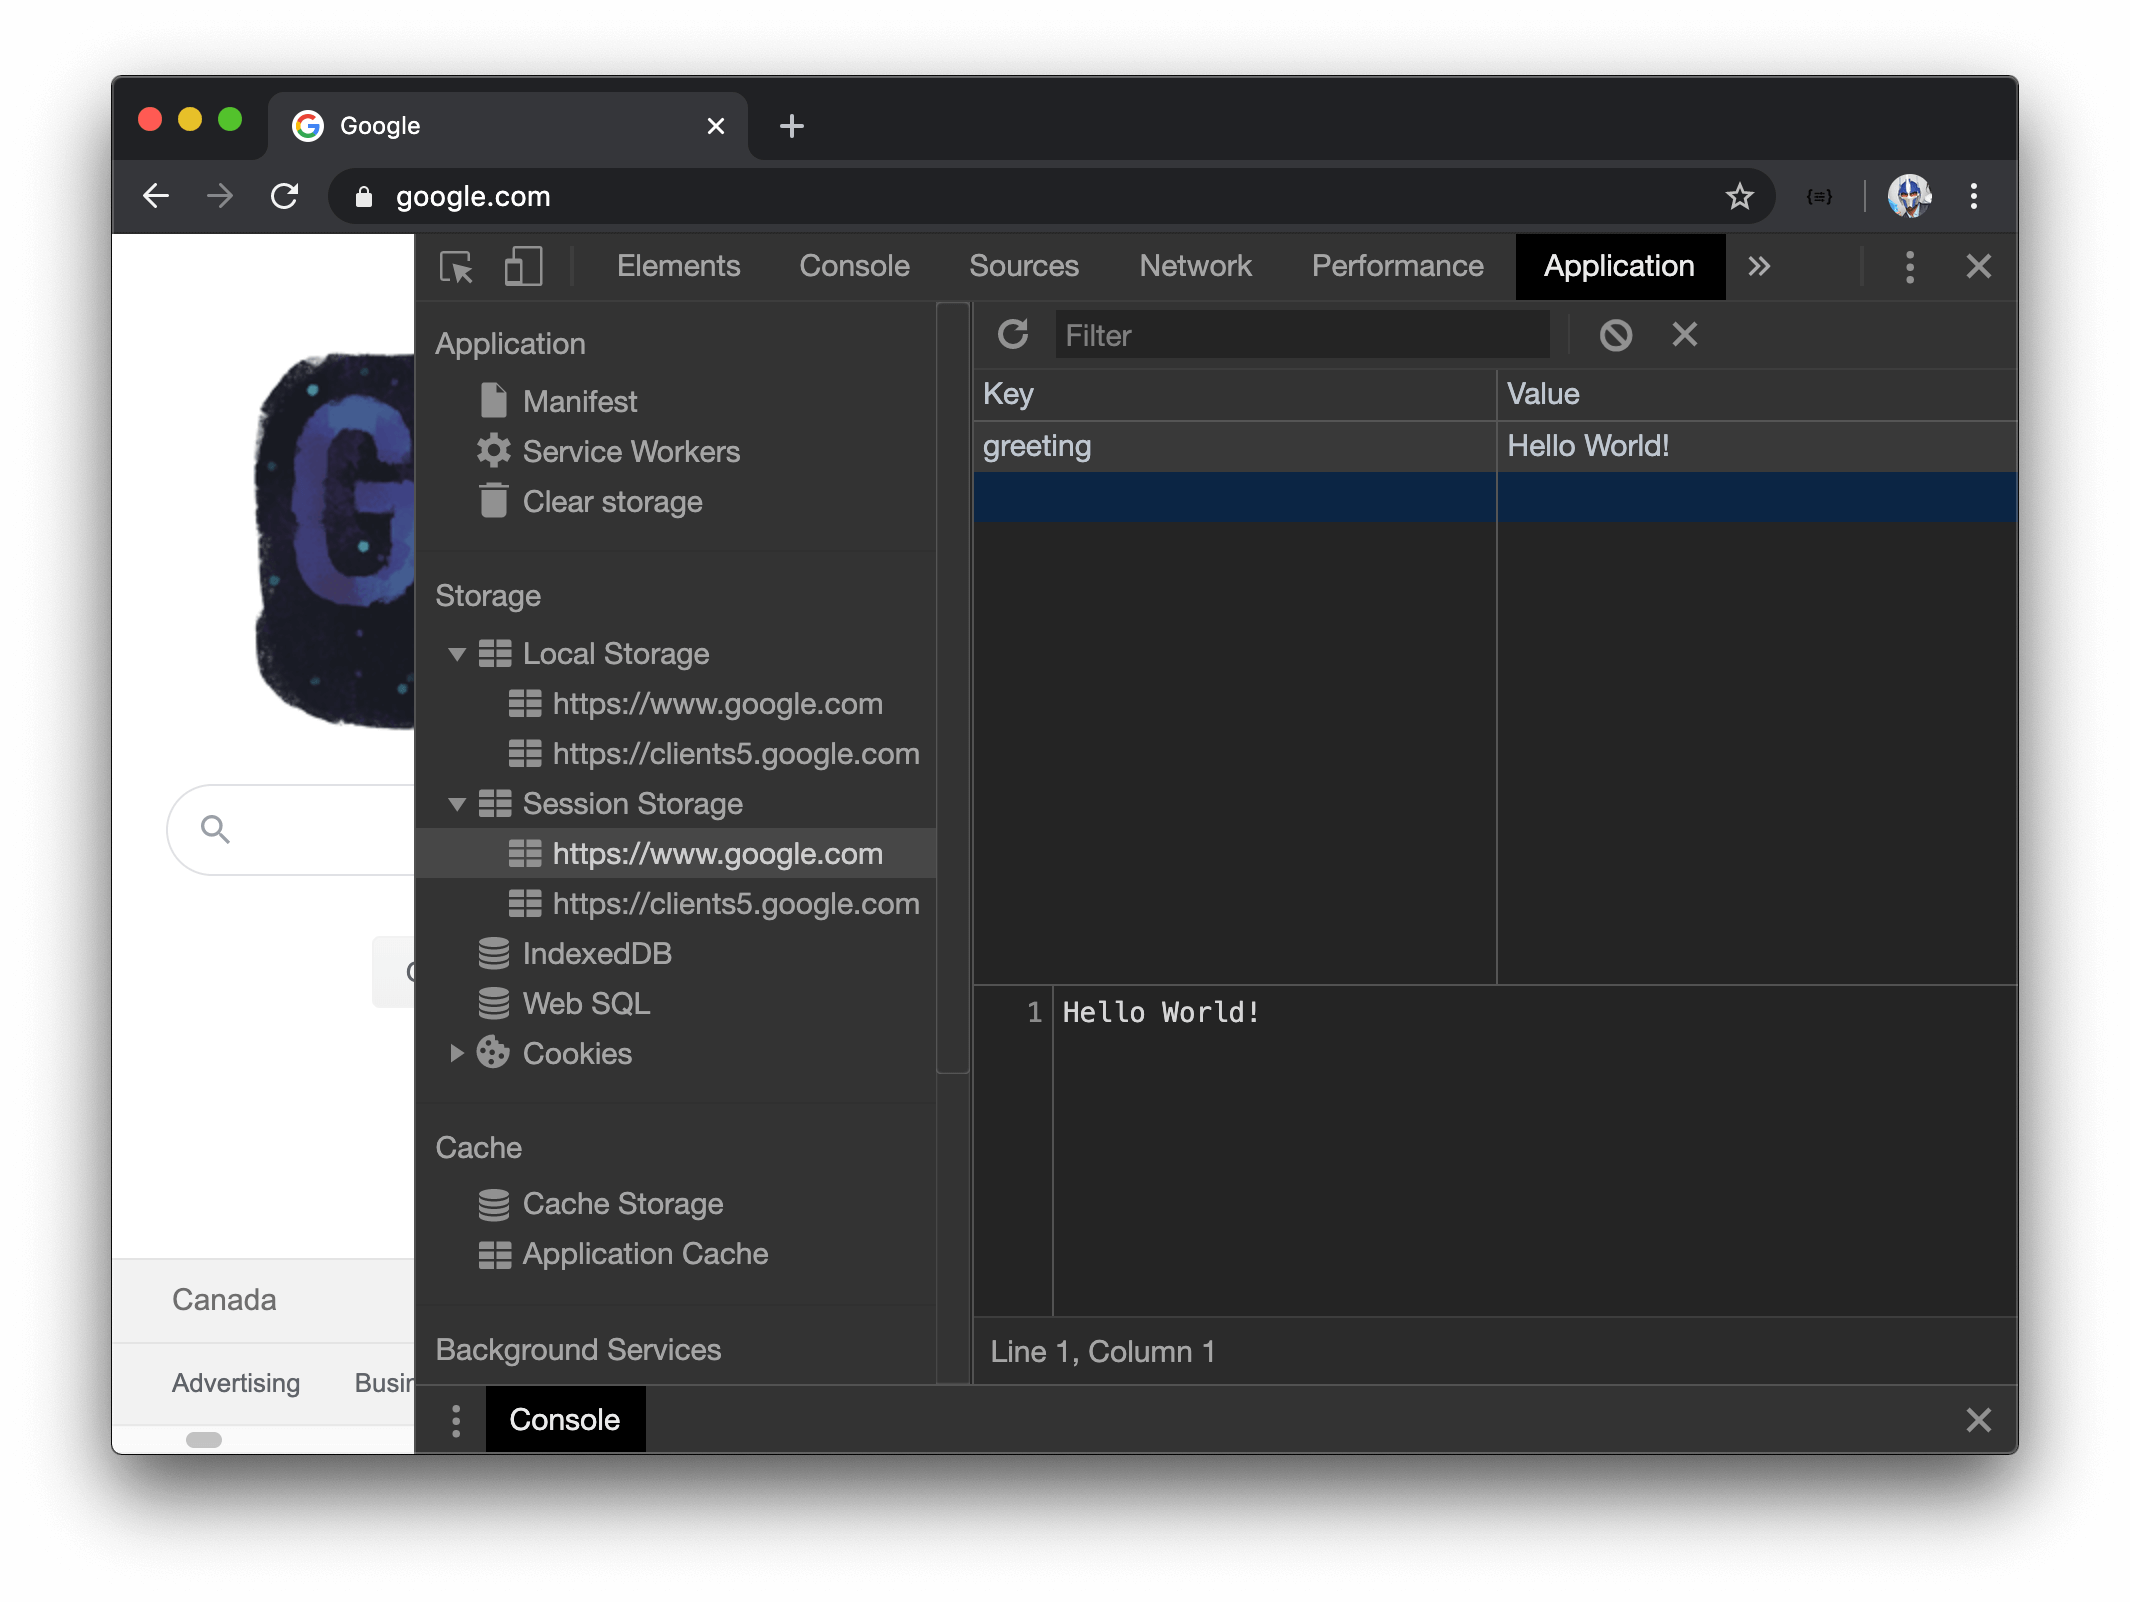 Google
google.com
Elements Console Sources Network Performance Application
Filter
Application
Manifest
Service Workers
Clear storage
Storage
Local Storage
https://www.google.com
https://clients5.google.com
Session Storage
https://www.google.com
https://clients5.google.com
IndexedDB
Web SQL
Cookies
Cache
Cache Storage
Application Cache
Background Services
Key Value
greeting Hello World!
1 Hello World!
Line 1, Column 1
Console
G
Canada
Advertising